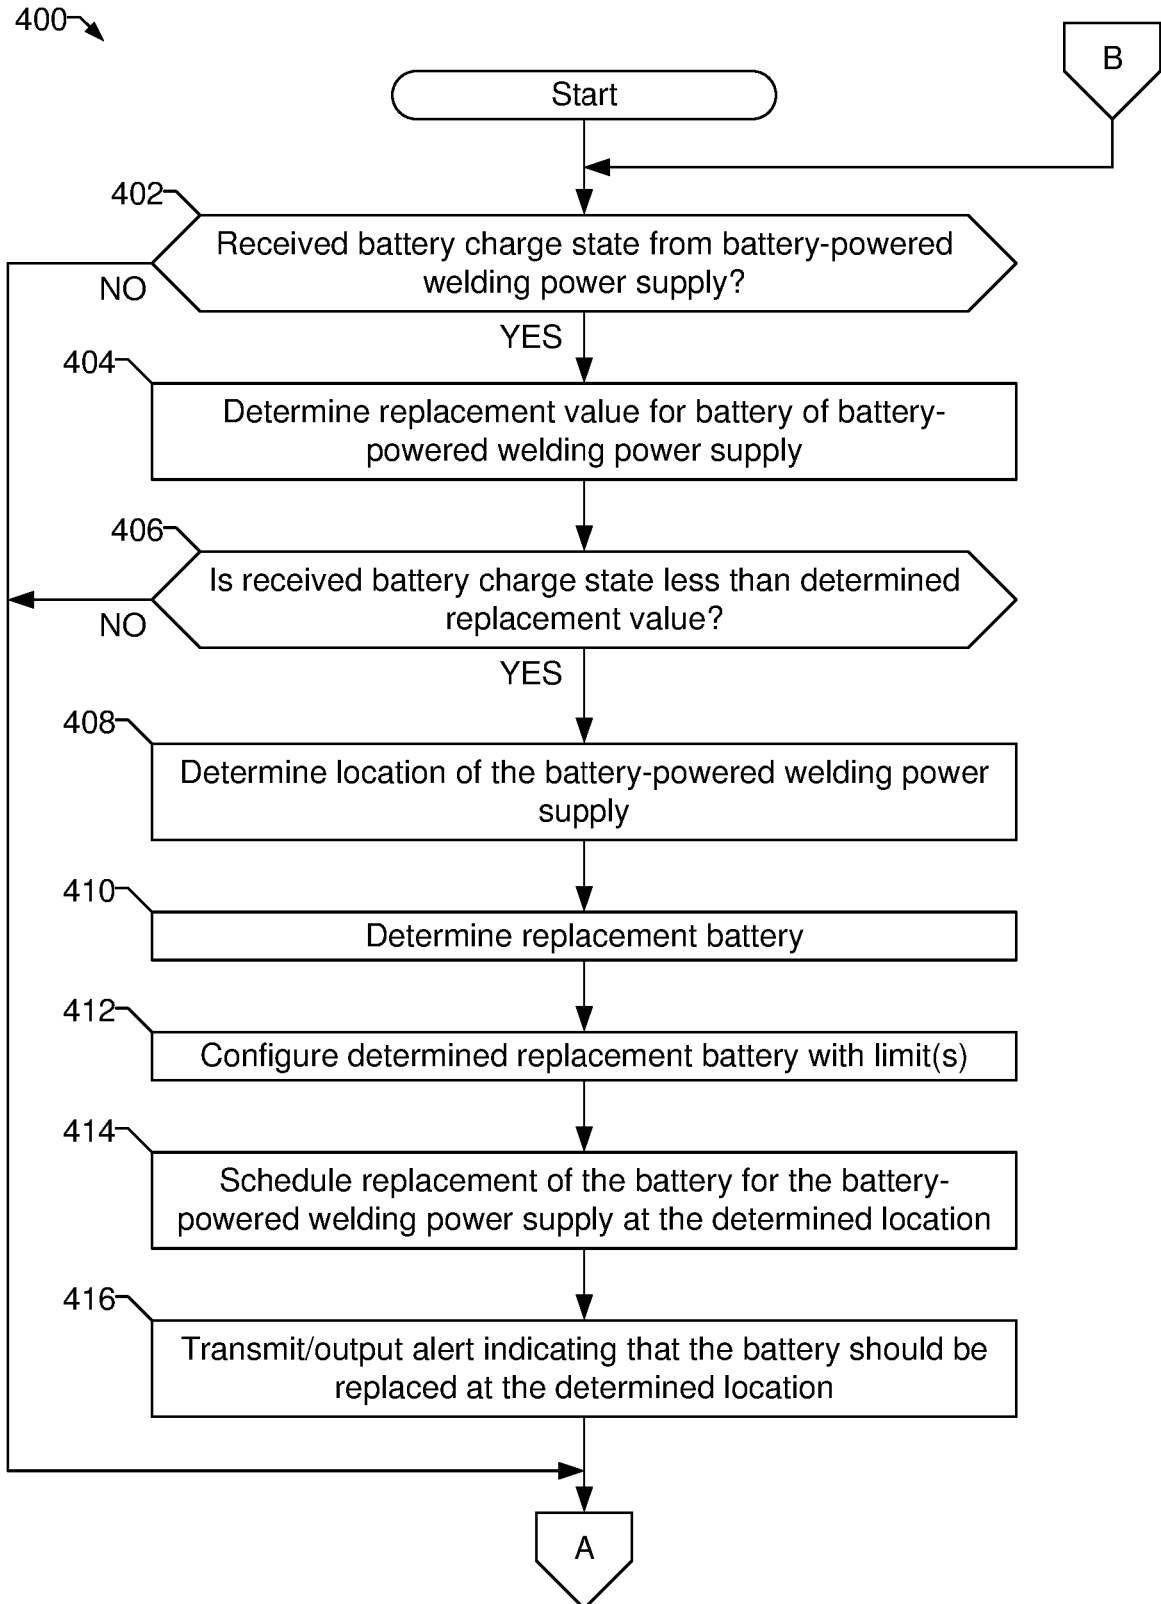 400
B
Start
402
Received battery charge state from battery-powered
welding power supply?
NO
YES
404
Determine replacement value for battery of battery-
powered welding power supply
406
Is received battery charge state less than determined
replacement value?
NO
YES
408
Determine location of the battery-powered welding power
supply
410
Determine replacement battery
412
Configure determined replacement battery with limit(s)
414
Schedule replacement of the battery for the battery-
powered welding power supply at the determined location
416
Transmit/output alert indicating that the battery should be
replaced at the determined location
A